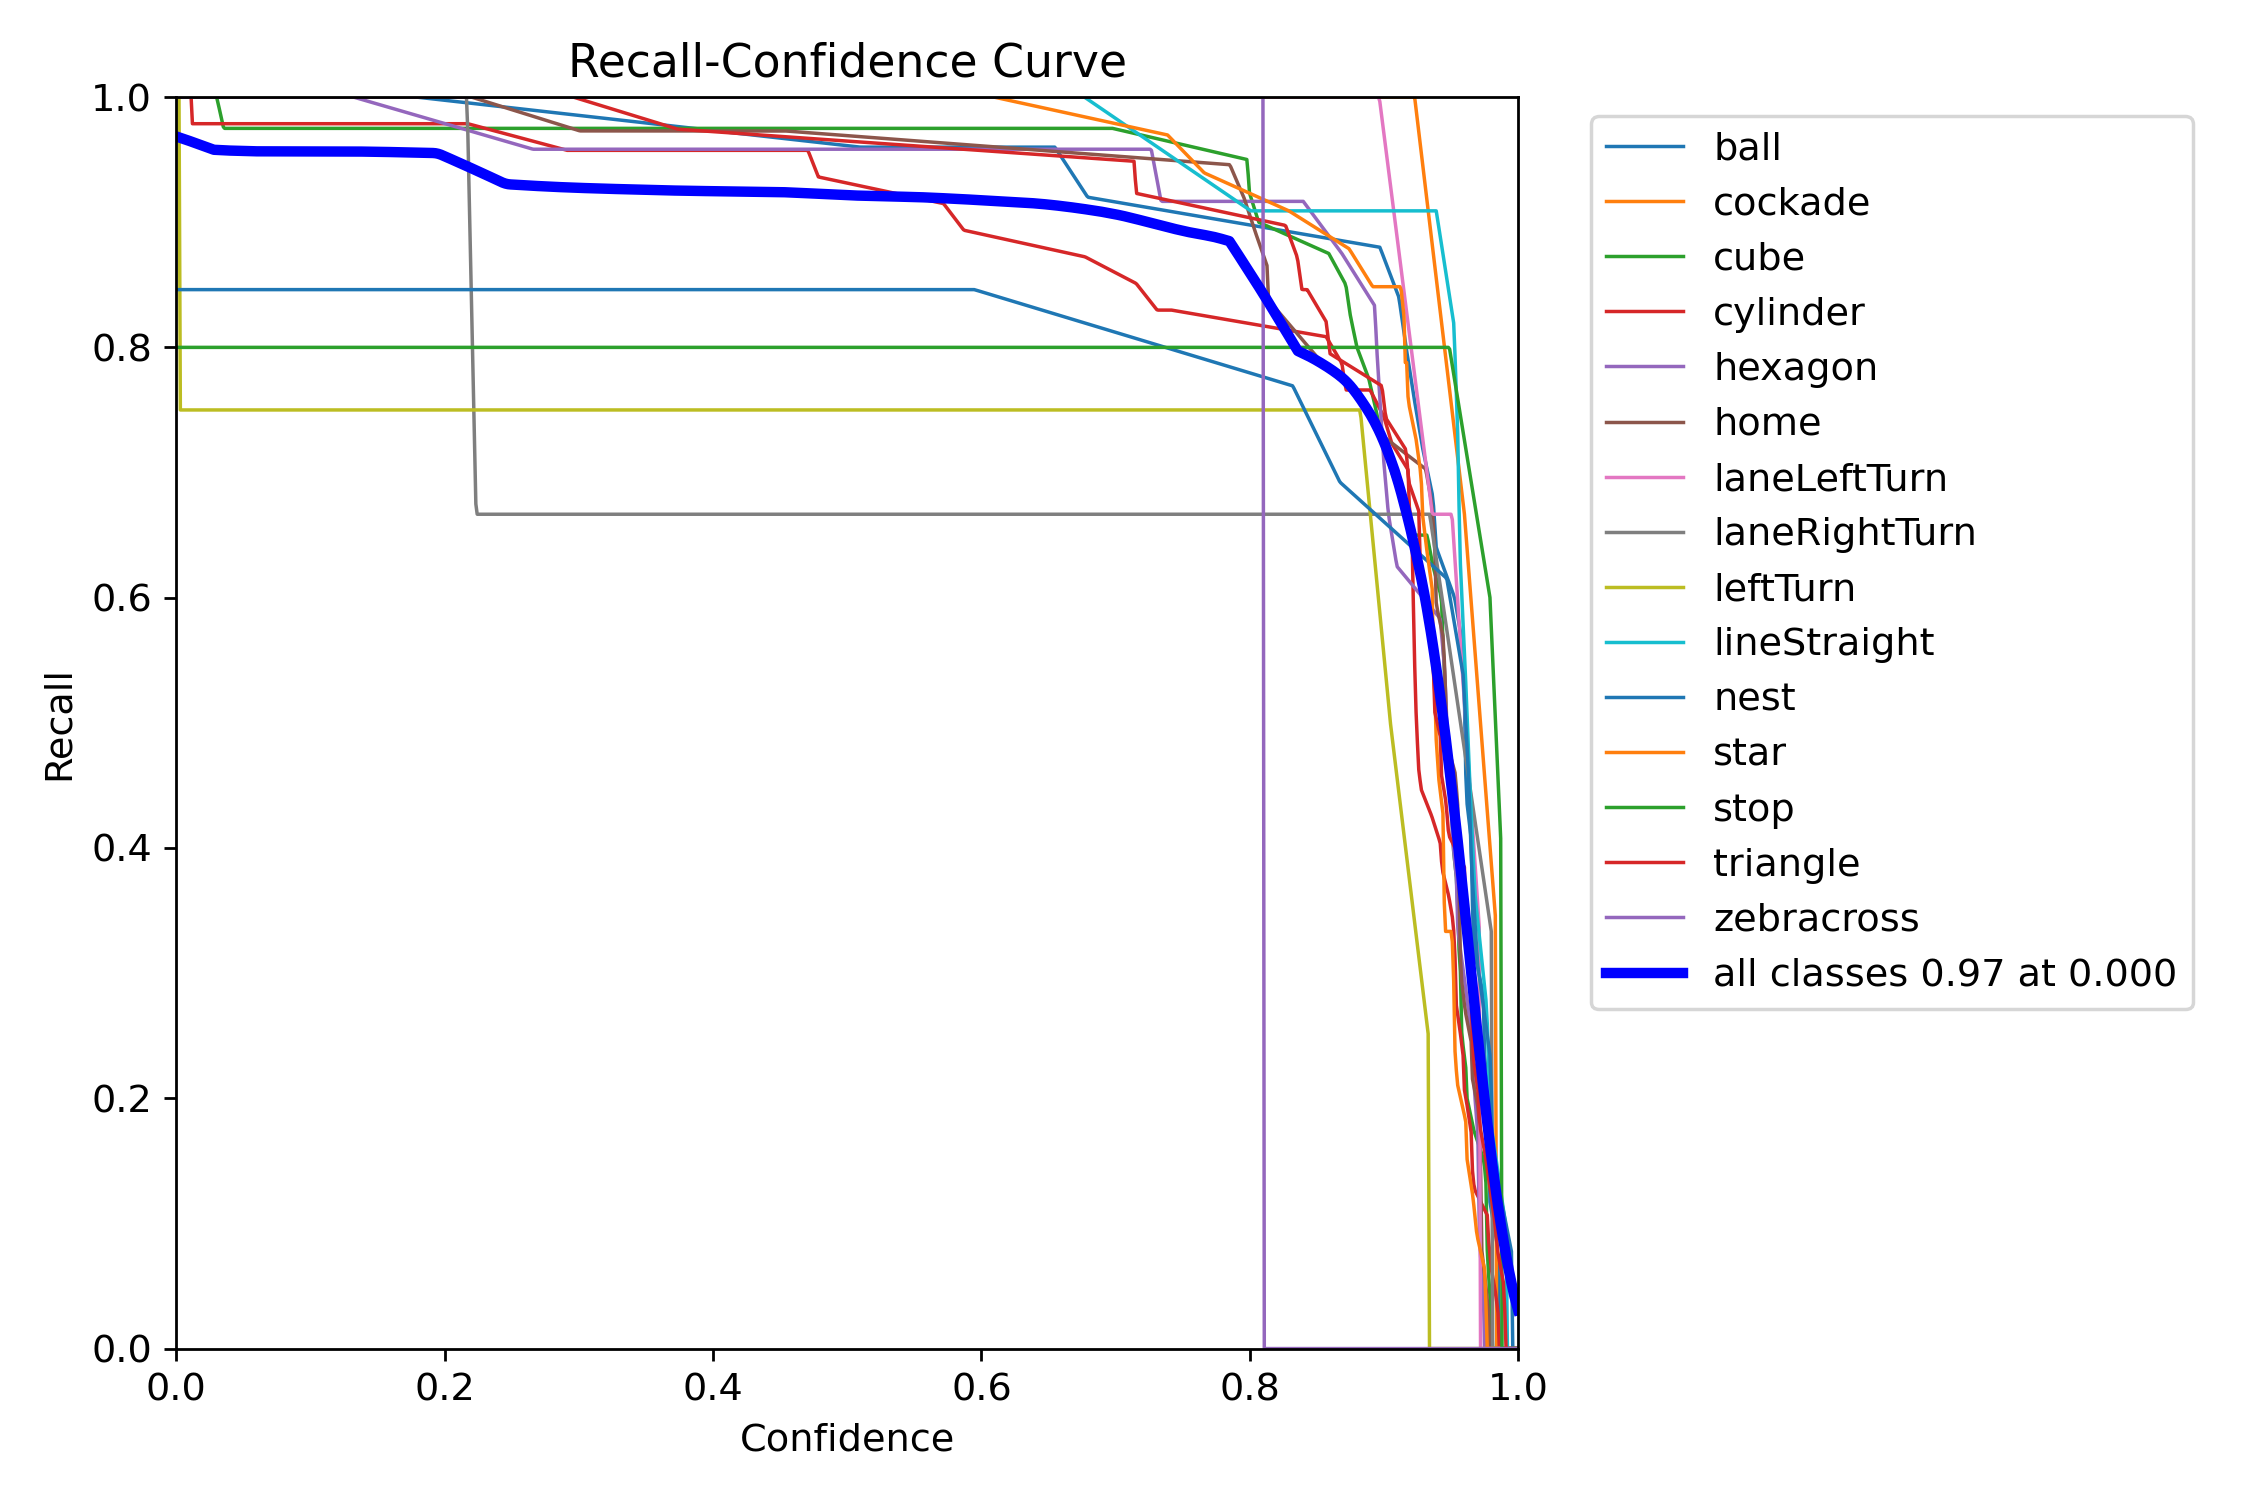 Recall-Confidence Curve
1.0
0.8
0.6
0.4
0.2
0.0
Recall
0.0 0.2 0.4 0.6 0.8 1.0
Confidence
ball
cockade
cube
cylinder
hexagon
home
laneLeftTurn
laneRightTurn
leftTurn
lineStraight
nest
star
stop
triangle
zebracross
all classes 0.97 at 0.000